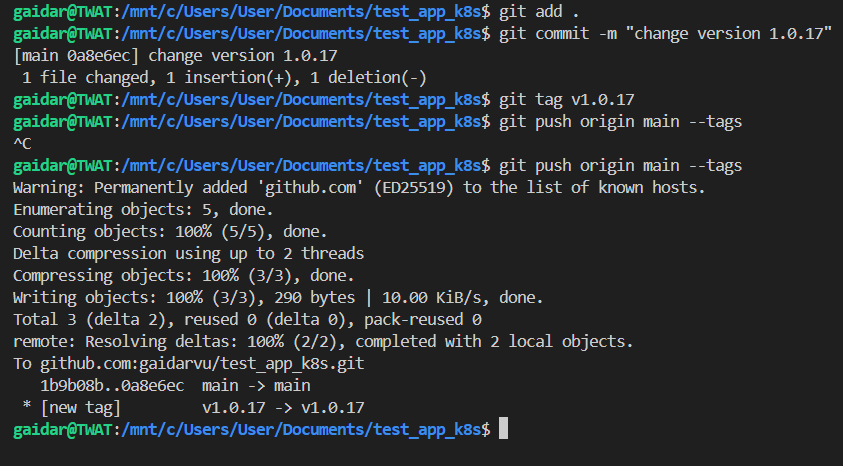 gaidar@TWAT:/mnt/c/Users/User/Documents/test_app_k8s$ git add .
gaidar@TWAT:/mnt/c/Users/User/Documents/test_app_k8s$ git commit -m "change version 1.0.17"
[main 0a8e6ec] change version 1.0.17
 1 file changed, 1 insertion(+), 1 deletion(-)
gaidar@TWAT:/mnt/c/Users/User/Documents/test_app_k8s$ git tag v1.0.17
gaidar@TWAT:/mnt/c/Users/User/Documents/test_app_k8s$ git push origin main --tags
^C
gaidar@TWAT:/mnt/c/Users/User/Documents/test_app_k8s$ git push origin main --tags
Warning: Permanently added 'github.com' (ED25519) to the list of known hosts.
Enumerating objects: 5, done.
Counting objects: 100% (5/5), done.
Delta compression using up to 2 threads
Compressing objects: 100% (3/3), done.
Writing objects: 100% (3/3), 290 bytes | 10.00 KiB/s, done.
Total 3 (delta 2), reused 0 (delta 0), pack-reused 0
remote: Resolving deltas: 100% (2/2), completed with 2 local objects.
To github.com:gaidarvu/test_app_k8s.git
   1b9b08b..0a8e6ec  main -> main
 * [new tag]         v1.0.17 -> v1.0.17
gaidar@TWAT:/mnt/c/Users/User/Documents/test_app_k8s$